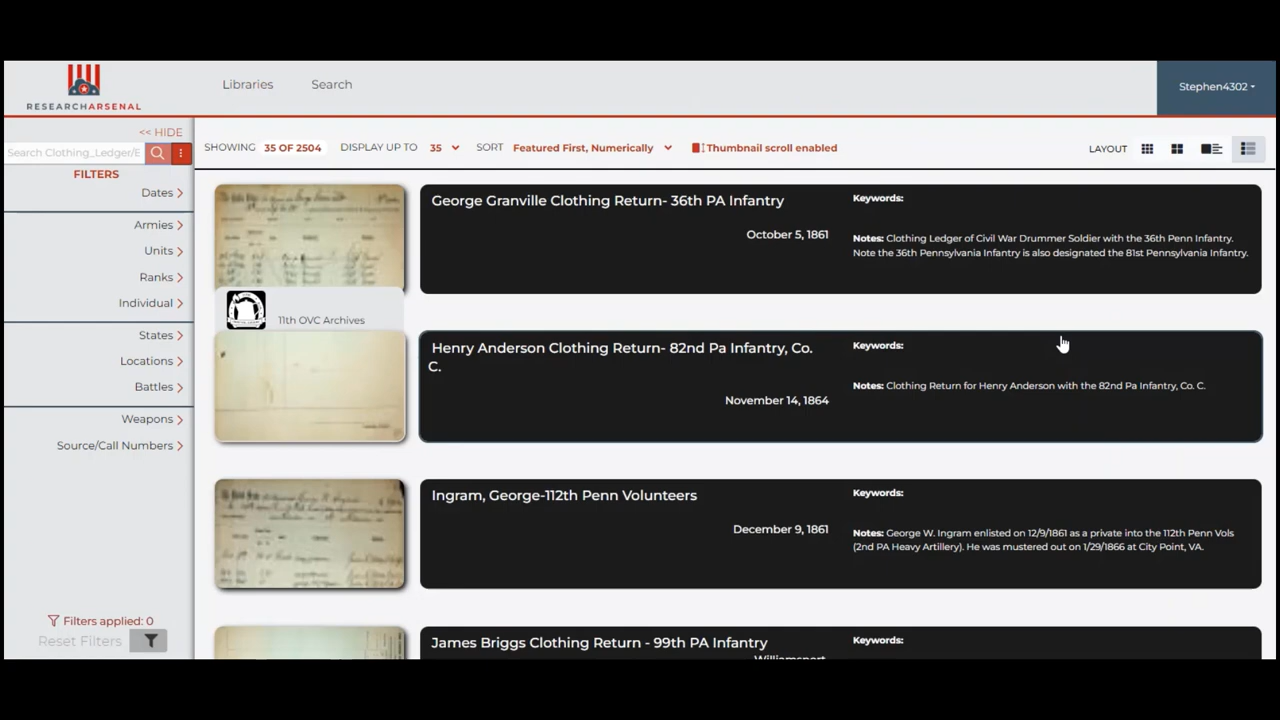 RESEARCHARSENAL
Libraries
Search
Stephen4302
<< HIDE
Search Clothing_Ledger/E
FILTERS
Dates
Armies
Units
Ranks
Individual
States
Locations
Battles
Weapons
Source/Call Numbers
Filters applied: 0
Reset Filters
SHOWING 35 OF 2504 DISPLAY UP TO 35 SORT Featured First, Numerically Thumbnail scroll enabled LAYOUT
George Granville Clothing Return- 36th PA Infantry
October 5, 1861
Keywords:
Notes: Clothing Ledger of Civil War Drummer Soldier with the 36th Penn Infantry.
Note the 36th Pennsylvania Infantry is also designated the 81st Pennsylvania Infantry.
11th OVC Archives
Henry Anderson Clothing Return- 82nd Pa Infantry, Co.
C.
November 14, 1864
Keywords:
Notes: Clothing Return for Henry Anderson with the 82nd Pa Infantry, Co. C.
Ingram, George-112th Penn Volunteers
December 9, 1861
Keywords:
Notes: George W. Ingram enlisted on 12/9/1861 as a private into the 112th Penn Vols
(2nd PA Heavy Artillery). He was mustered out on 1/29/1866 at City Point, VA.
James Briggs Clothing Return - 99th PA Infantry
Williamsport
Keywords: